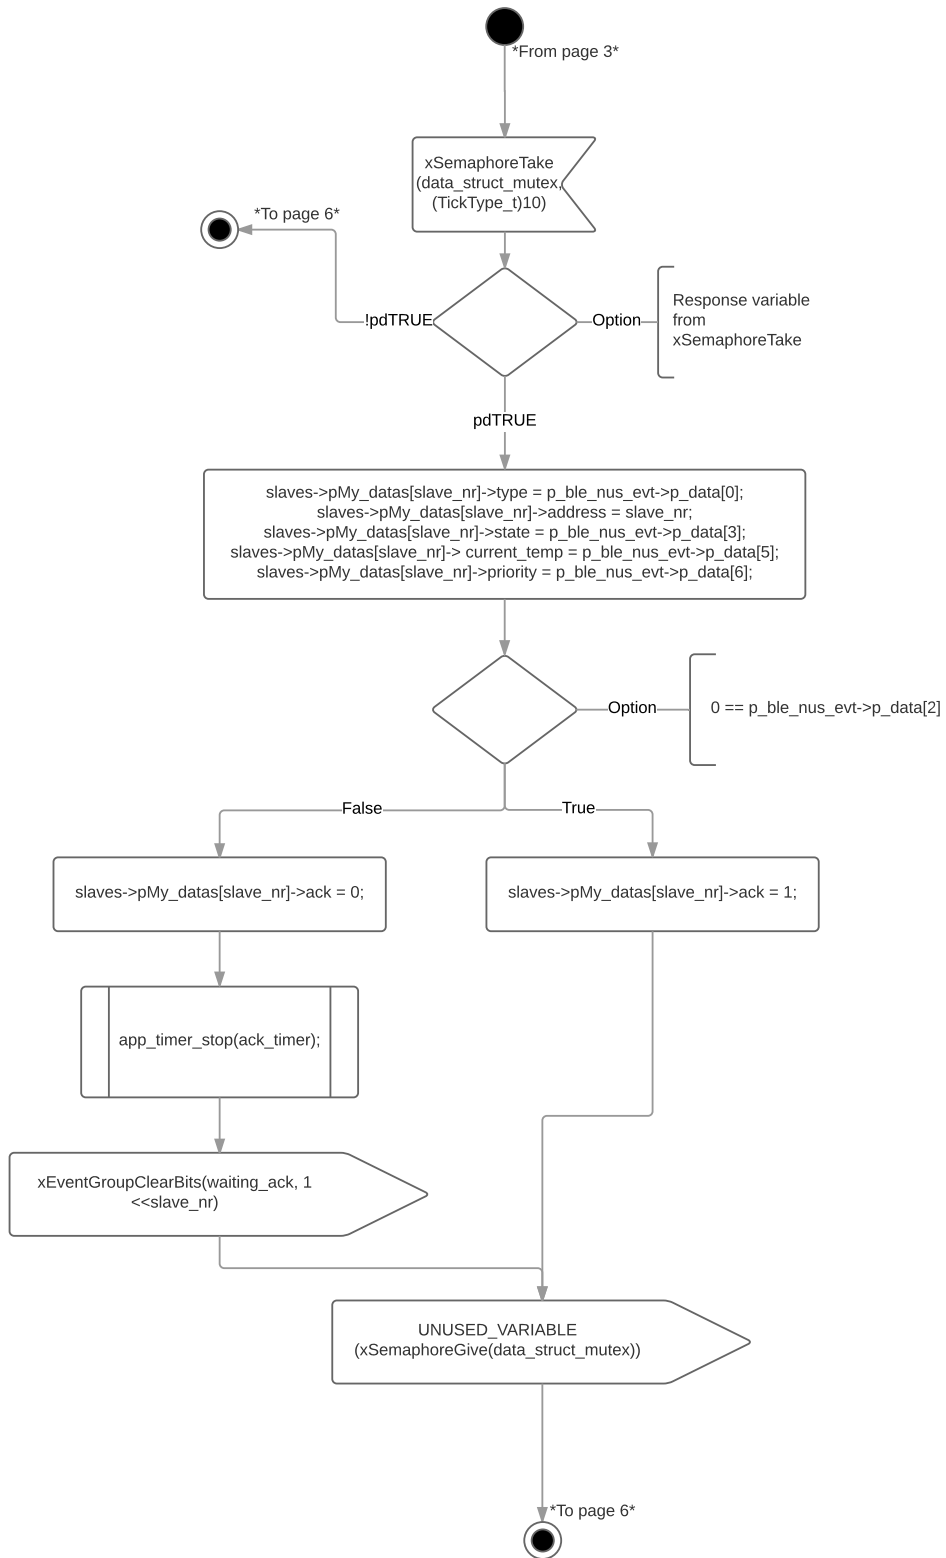 *From page 3*
xSemaphoreTake
(data_struct_mutex,
(TickType_t)10)
*To page 6*
!pdTRUE
Option
Response variable
from
xSemaphoreTake
pdTRUE
slaves->pMy_datas[slave_nr]->type = p_ble_nus_evt->p_data[0];
slaves->pMy_datas[slave_nr]->address = slave_nr;
slaves->pMy_datas[slave_nr]->state = p_ble_nus_evt->p_data[3];
slaves->pMy_datas[slave_nr]-> current_temp = p_ble_nus_evt->p_data[5];
slaves->pMy_datas[slave_nr]->priority = p_ble_nus_evt->p_data[6];
Option
0 == p_ble_nus_evt->p_data[2]
False
True
slaves->pMy_datas[slave_nr]->ack = 0;
slaves->pMy_datas[slave_nr]->ack = 1;
app_timer_stop(ack_timer);
xEventGroupClearBits(waiting_ack, 1
<<slave_nr)
UNUSED_VARIABLE
(xSemaphoreGive(data_struct_mutex))
*To page 6*